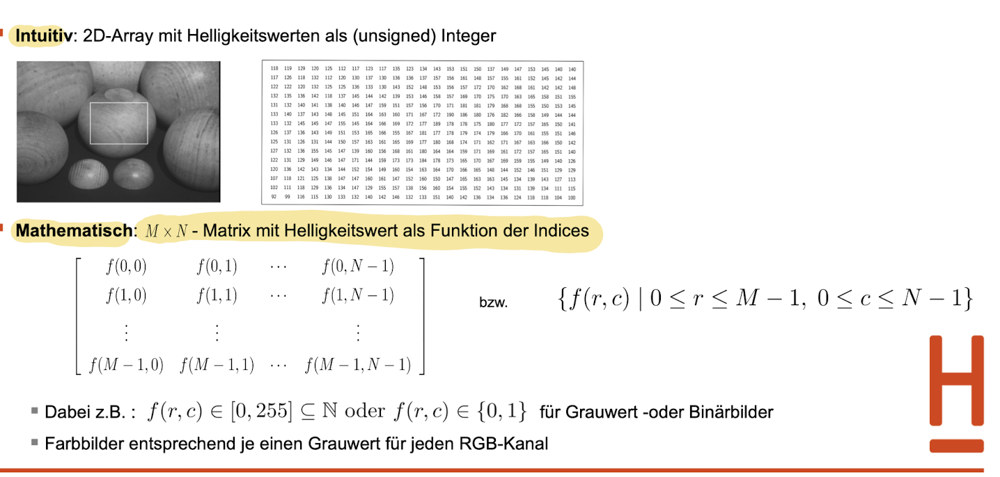 Intuitiv: 2D-Array mit Helligkeitswerten als (unsigned) Integer
118 119 129 120 125 112 117 123 117 135 123 134 143 153 151 150 137 149 147 153 145 140 140
117 126 118 132 112 120 130 137 130 136 136 137 157 156 161 148 157 155 161 152 145 142 144
122 122 120 132 125 125 136 133 130 143 152 148 153 156 157 172 170 162 168 161 142 142 148
132 135 136 142 118 137 145 144 142 139 153 146 158 157 169 170 175 170 163 165 158 151 155
131 132 140 141 138 140 146 147 159 151 157 156 170 171 181 181 179 168 168 155 150 153 145
133 140 137 143 148 145 151 164 163 160 171 167 172 190 186 180 176 182 166 158 149 144 144
133 132 145 145 147 155 145 164 166 169 172 177 189 178 178 175 180 177 172 157 165 150 141
126 137 136 143 149 151 153 165 166 155 167 181 177 178 179 174 179 166 170 161 155 151 146
125 131 126 131 144 150 157 163 161 165 169 177 180 168 174 171 162 171 167 163 166 150 142
127 132 136 155 145 147 139 160 156 168 161 180 164 164 159 171 169 161 172 157 165 151 140
122 131 129 149 146 147 171 144 159 173 173 184 178 173 165 170 167 169 159 155 149 140 126
120 136 142 143 134 144 152 154 149 160 154 163 164 170 166 165 148 144 152 146 151 129 129
107 118 121 125 138 147 147 160 161 147 152 160 150 147 165 163 163 145 134 139 143 127 113
102 111 118 129 136 134 147 129 155 157 138 156 160 154 155 152 143 134 131 139 134 111 115
92 99 116 115 130 133 132 140 142 146 132 133 151 140 142 136 134 136 124 118 118 104 100
Mathematisch: M × N - Matrix mit Helligkeitswert als Funktion der Indices
f(0,0) f(0,1) ⋯ f(0,N − 1)
f(1,0) f(1,1) ⋯ f(1,N − 1)
⋮ ⋮ ⋮
f(M − 1,0) f(M − 1,1) ⋯ f(M − 1,N − 1)
bzw. {f(r,c) | 0 ≤ r ≤ M − 1, 0 ≤ c ≤ N − 1}
Dabei z.B. : f(r,c) ∈ [0,255] ⊆ ℕ oder f(r,c) ∈ {0,1} für Grauwert -oder Binärbilder
Farbbilder entsprechend je einen Grauwert für jeden RGB-Kanal
H